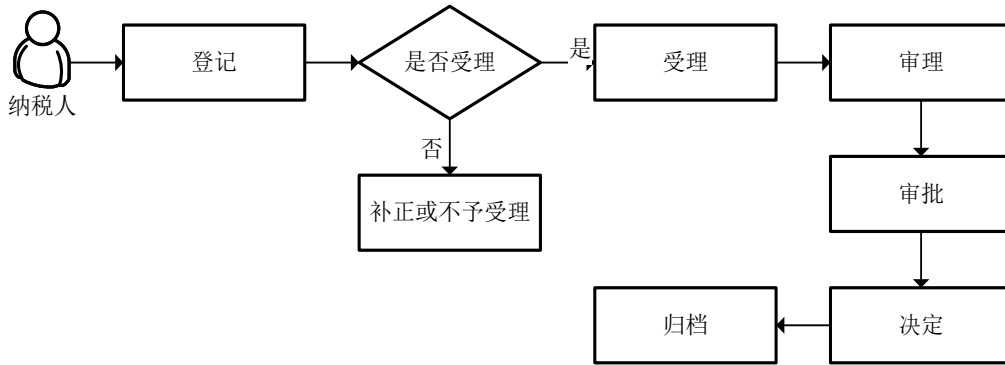 纳税人
登记
是否受理
是
受理
审理
否
补正或不予受理
审批
归档
决定